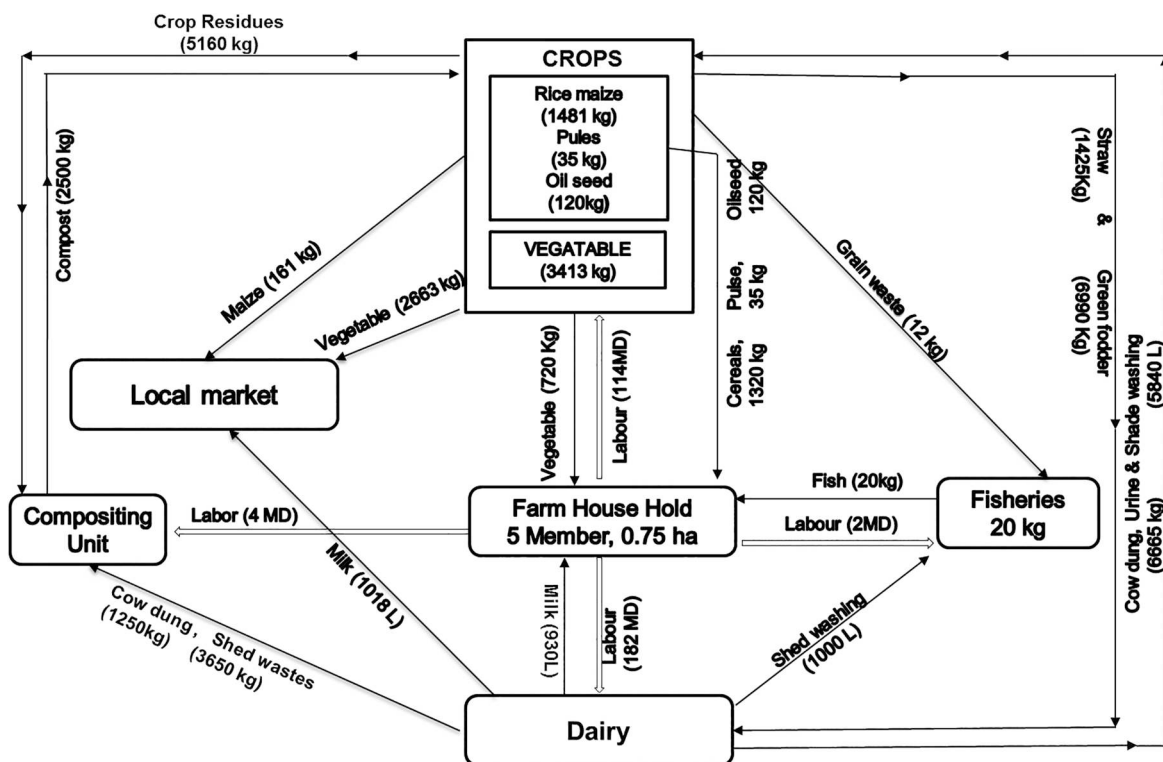 Crop Residues
(5160 kg)
CROPS
Rice maize
(1481 kg)
Pules
(35 kg)
Oil seed
(120kg)
VEGATABLE
(3413 kg)
Compost (2500 kg)
Maize (161 kg)
Vegetable (2663 kg)
Local market
Vegetable (720 Kg)
Labour (114MD)
Oilseed
120 kg
Pulse,
35 kg
Cereals,
1320 kg
Grain waste (12 kg)
Straw &
(1425Kg)
Green fodder
(6990 Kg)
Cow dung, Urine & Shade washing
(6665 kg) (5840 L)
Compositing
Unit
Labor (4 MD)
Farm House Hold
5 Member, 0.75 ha
Fish (20kg)
Labour (2MD)
Fisheries
20 kg
Milk (1018 L)
Cow dung, Shed wastes
(1250kg) (3650 kg)
Milk (930L)
Labour
(182 MD)
Shed washing
(1000 L)
Dairy